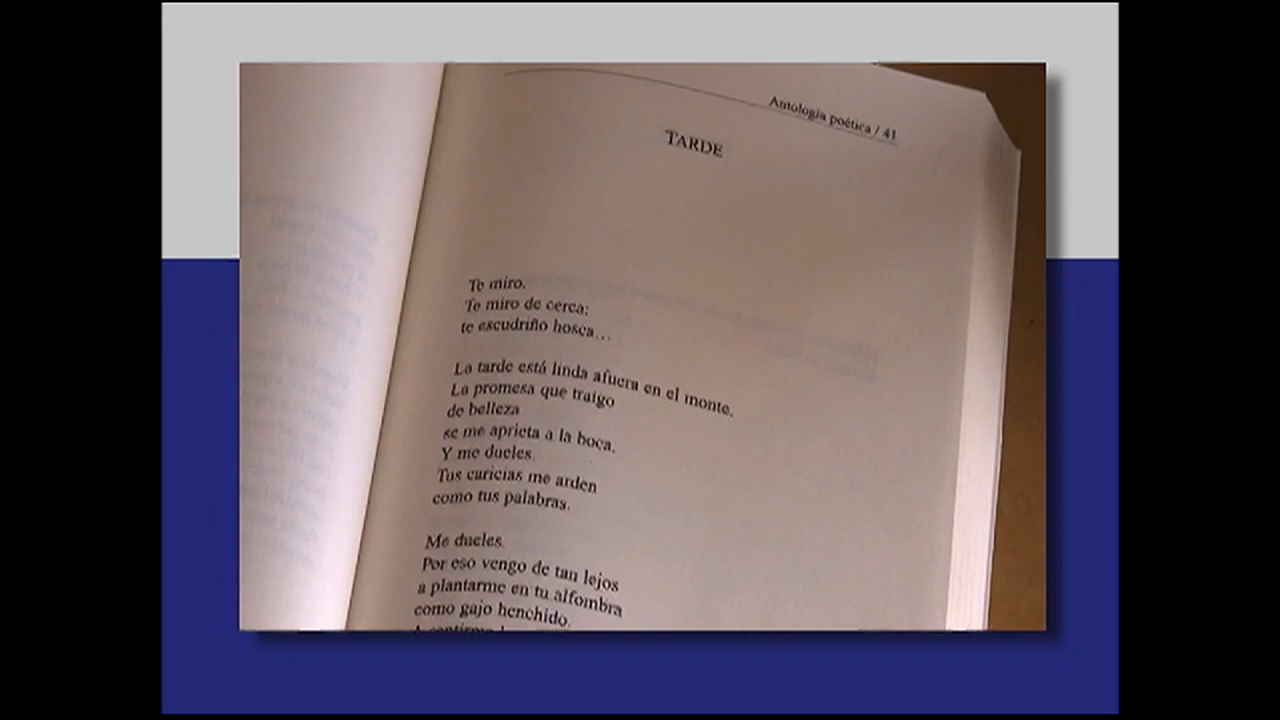 Antología poética / 41
TARDE
Te miro.
Te miro de cerca:
te escudriño hosca...
La tarde está linda afuera en el monte.
La promesa que traigo
de belleza
se me aprieta a la boca.
Y me dueles.
Tus caricias me arden
como tus palabras.
Me dueles.
Por eso vengo de tan lejos
a plantarme en tu alfombra
como gajo henchido.